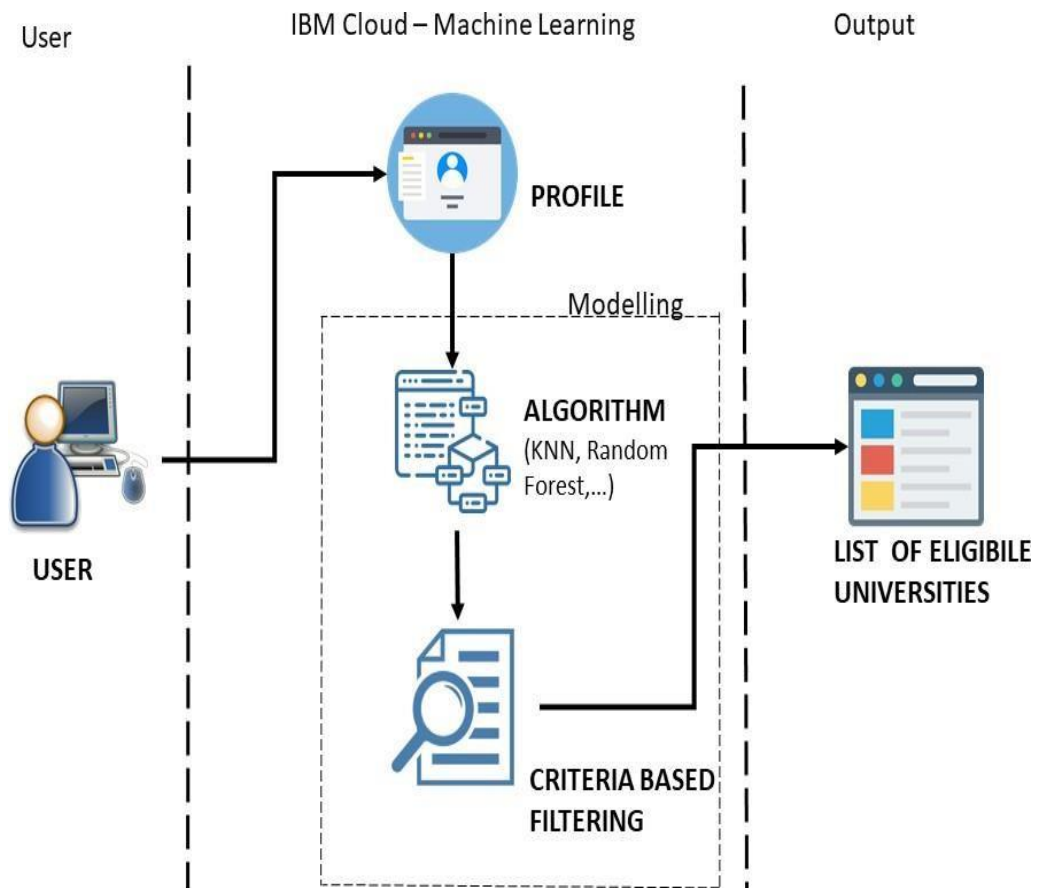 User
IBM Cloud – Machine Learning
Output
PROFILE
Modelling
ALGORITHM
(KNN, Random
Forest,...)
USER
LIST OF ELIGIBILE
UNIVERSITIES
CRITERIA BASED
FILTERING